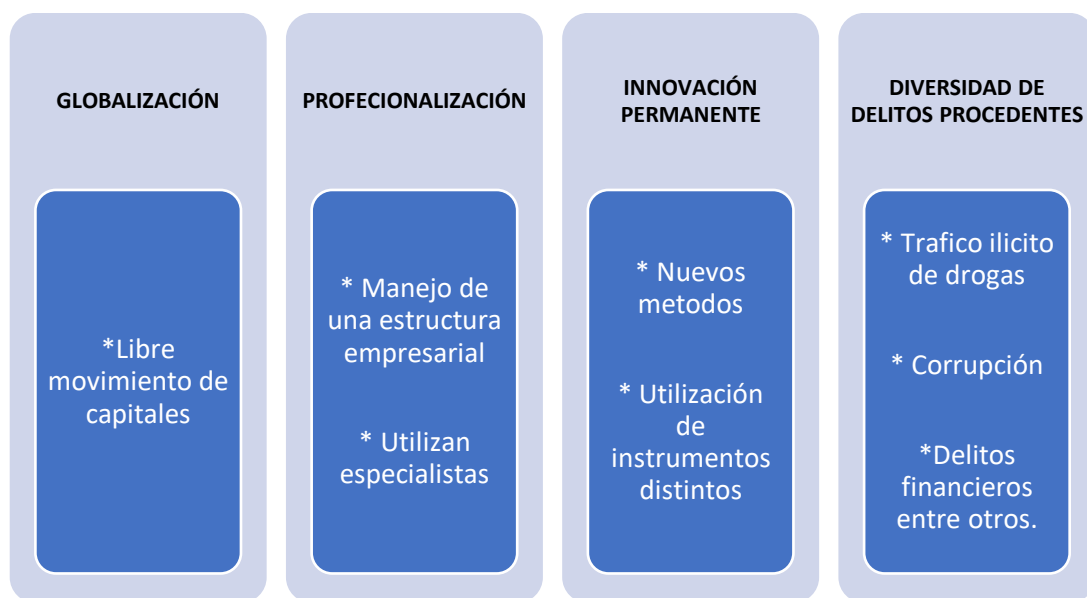 GLOBALIZACIÓN
*Libre
movimiento de
capitales
PROFECIONALIZACIÓN
* Manejo de
una estructura
empresarial
* Utilizan
especialistas
INNOVACIÓN
PERMANENTE
* Nuevos
metodos
* Utilización
de
instrumentos
distintos
DIVERSIDAD DE
DELITOS PROCEDENTES
* Trafico ilicito
de drogas
* Corrupción
*Delitos
financieros
entre otros.